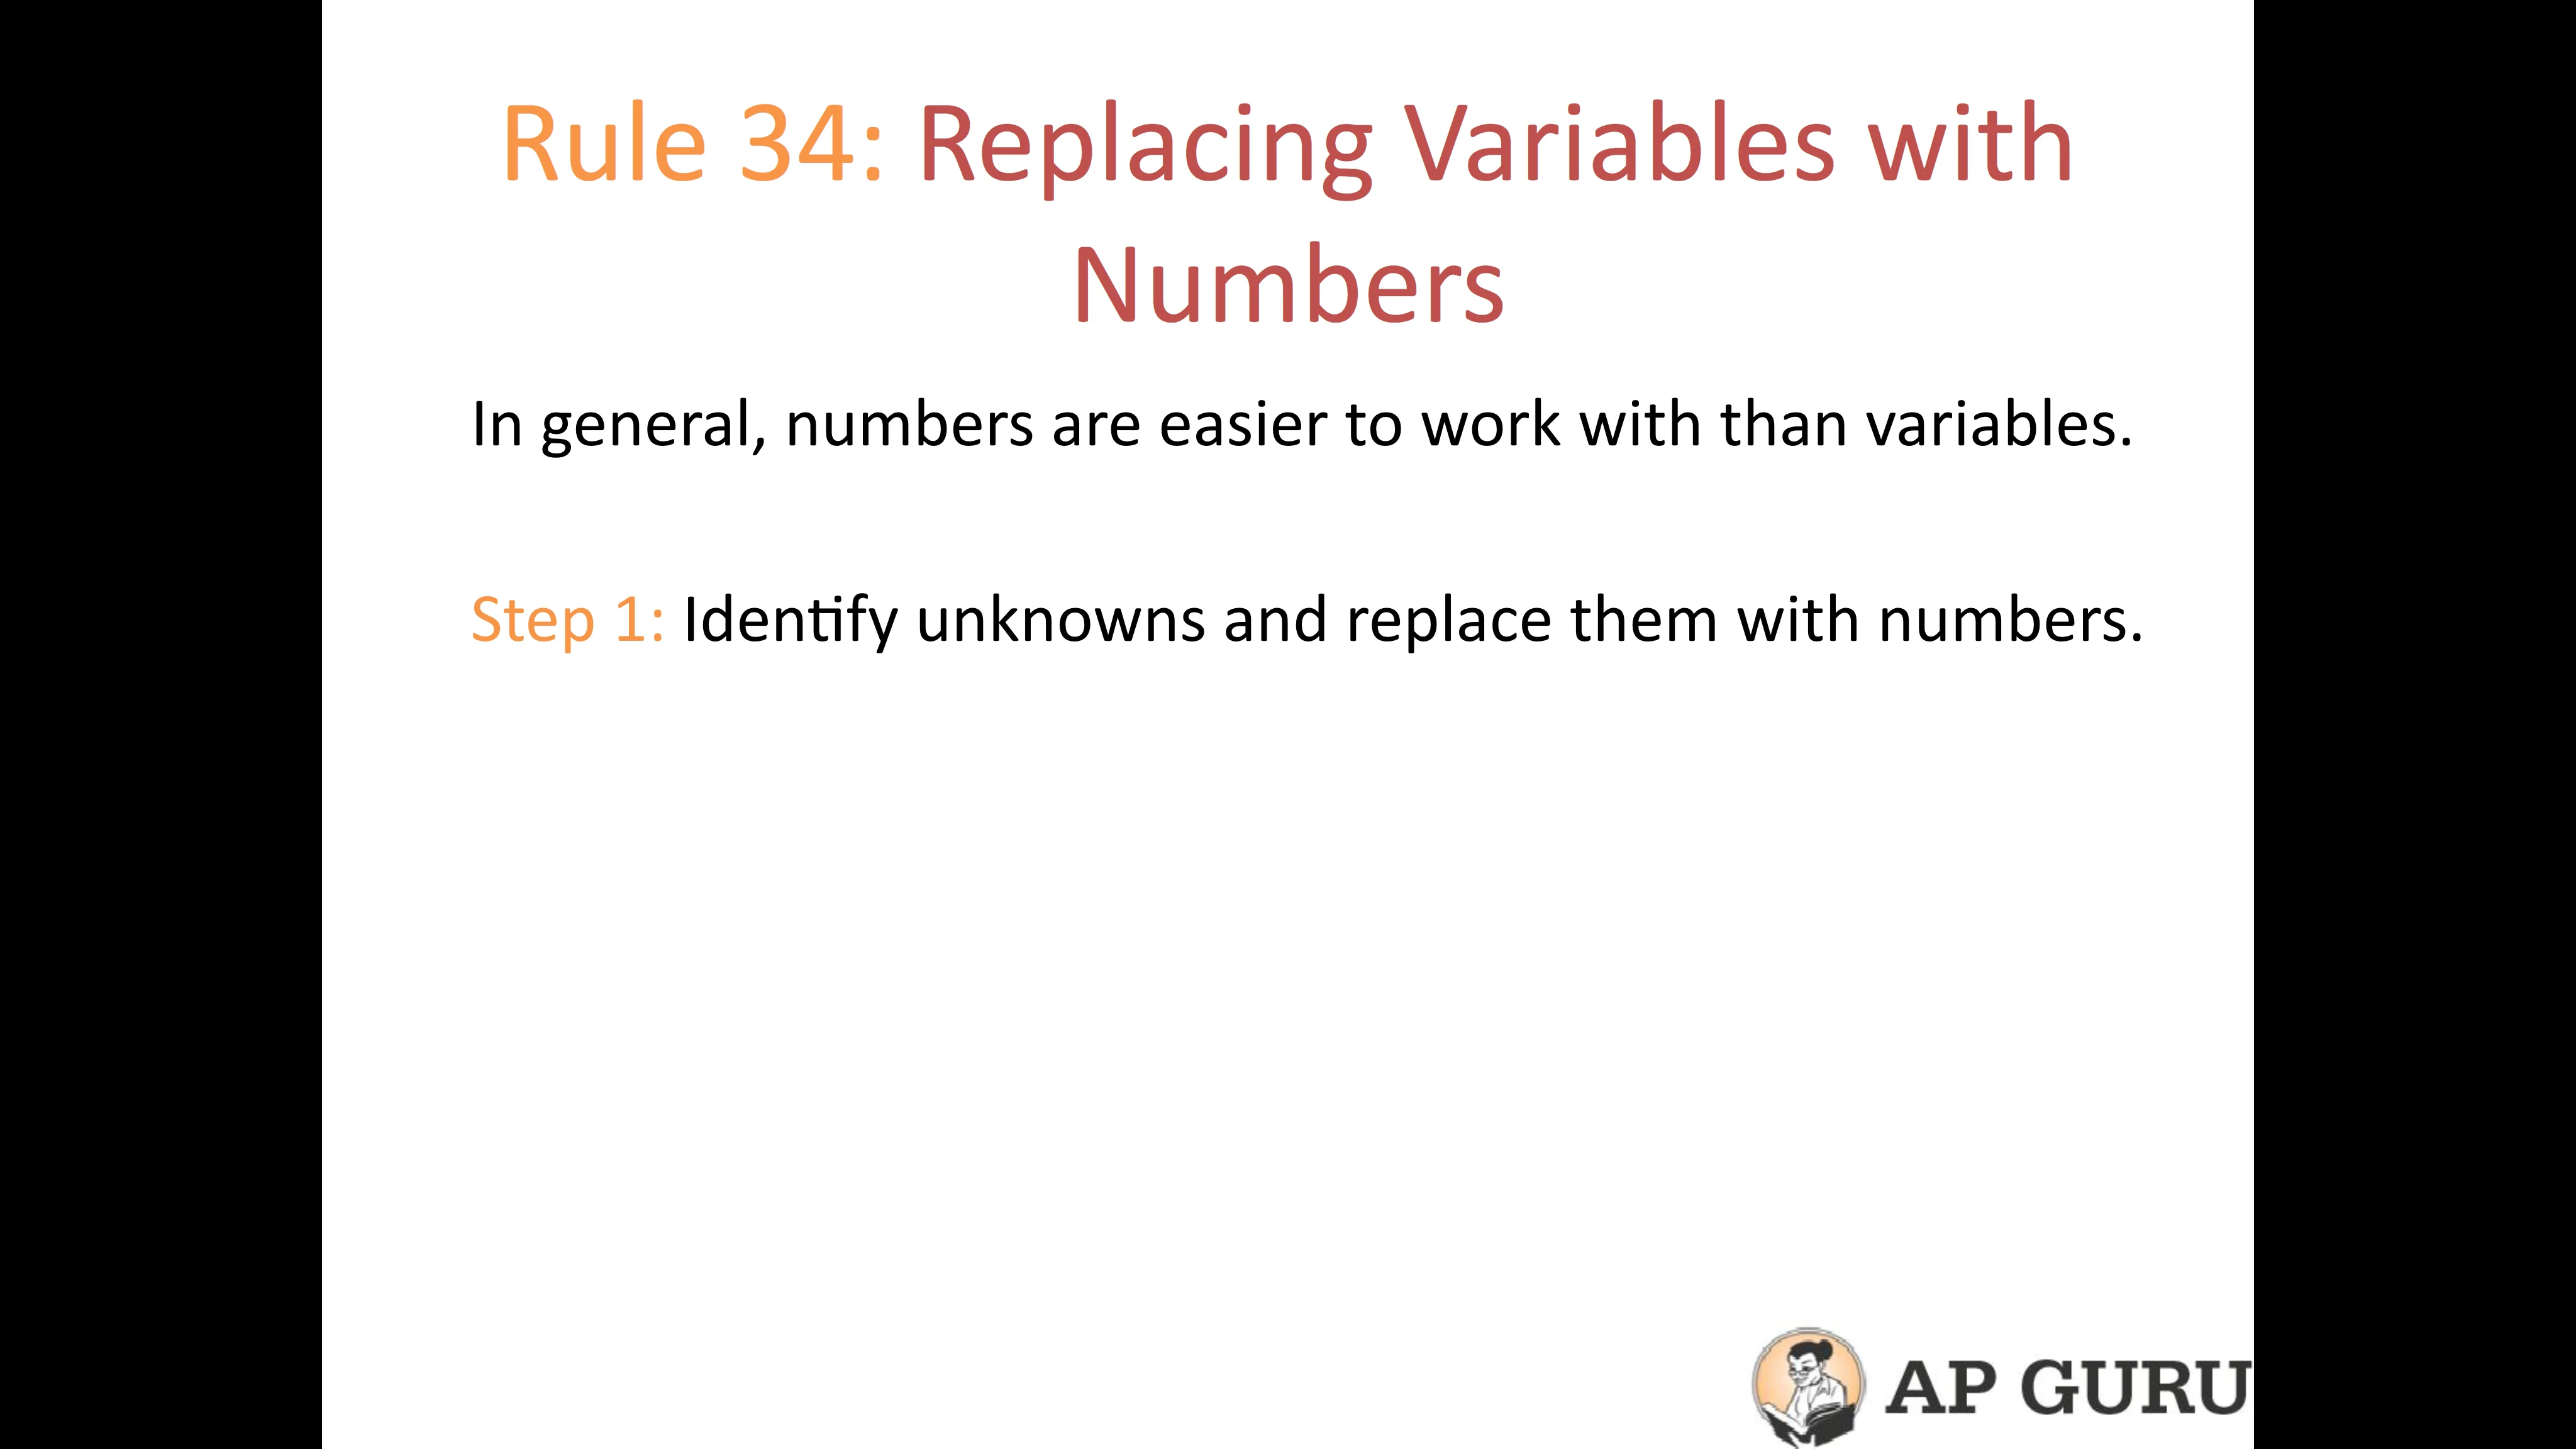 Rule 34: Replacing Variables with
Numbers
In general, numbers are easier to work with than variables.
Step 1: Identify unknowns and replace them with numbers.
AP GURU